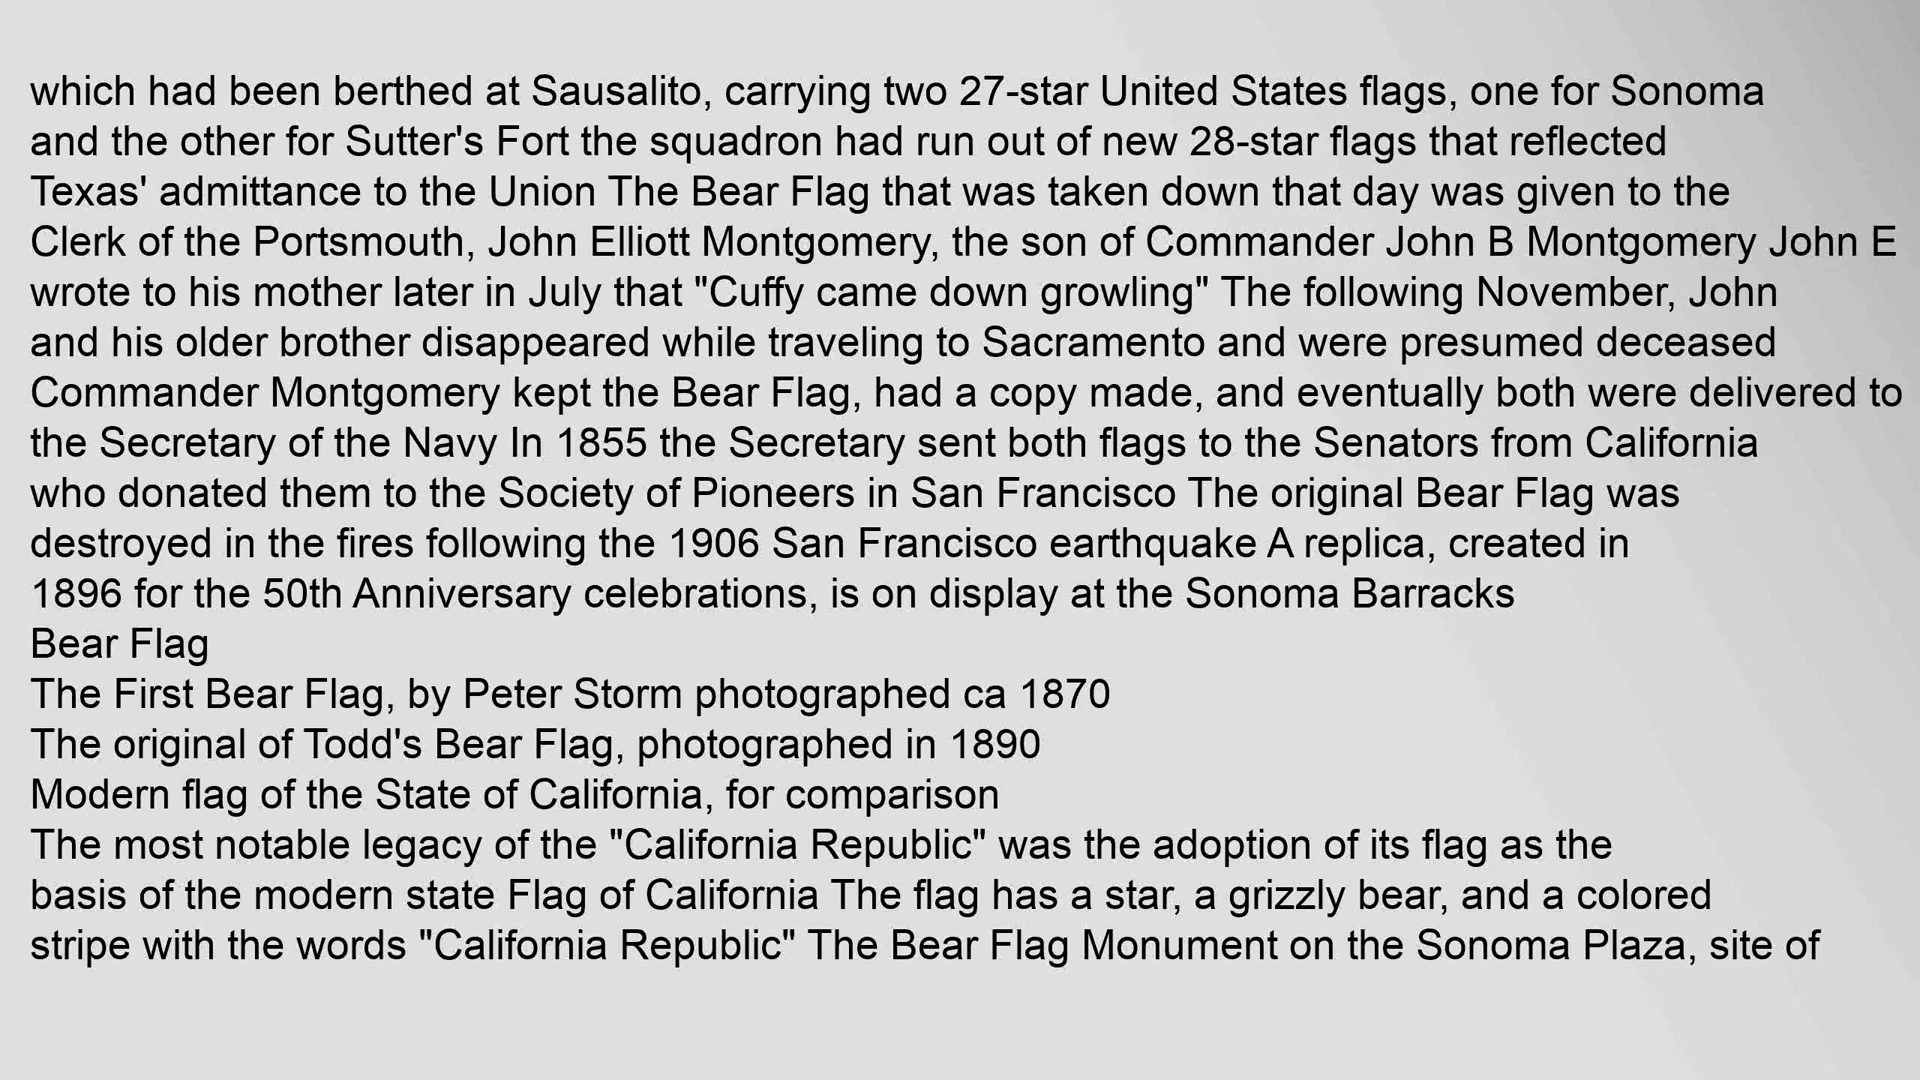 which had been berthed at Sausalito, carrying two 27-star United States flags, one for Sonoma
and the other for Sutter's Fort the squadron had run out of new 28-star flags that reflected
Texas' admittance to the Union The Bear Flag that was taken down that day was given to the
Clerk of the Portsmouth, John Elliott Montgomery, the son of Commander John B Montgomery John E
wrote to his mother later in July that "Cuffy came down growling" The following November, John
and his older brother disappeared while traveling to Sacramento and were presumed deceased
Commander Montgomery kept the Bear Flag, had a copy made, and eventually both were delivered to
the Secretary of the Navy In 1855 the Secretary sent both flags to the Senators from California
who donated them to the Society of Pioneers in San Francisco The original Bear Flag was
destroyed in the fires following the 1906 San Francisco earthquake A replica, created in
1896 for the 50th Anniversary celebrations, is on display at the Sonoma Barracks
Bear Flag
The First Bear Flag, by Peter Storm photographed ca 1870
The original of Todd's Bear Flag, photographed in 1890
Modern flag of the State of California, for comparison
The most notable legacy of the "California Republic" was the adoption of its flag as the
basis of the modern state Flag of California The flag has a star, a grizzly bear, and a colored
stripe with the words "California Republic" The Bear Flag Monument on the Sonoma Plaza, site of